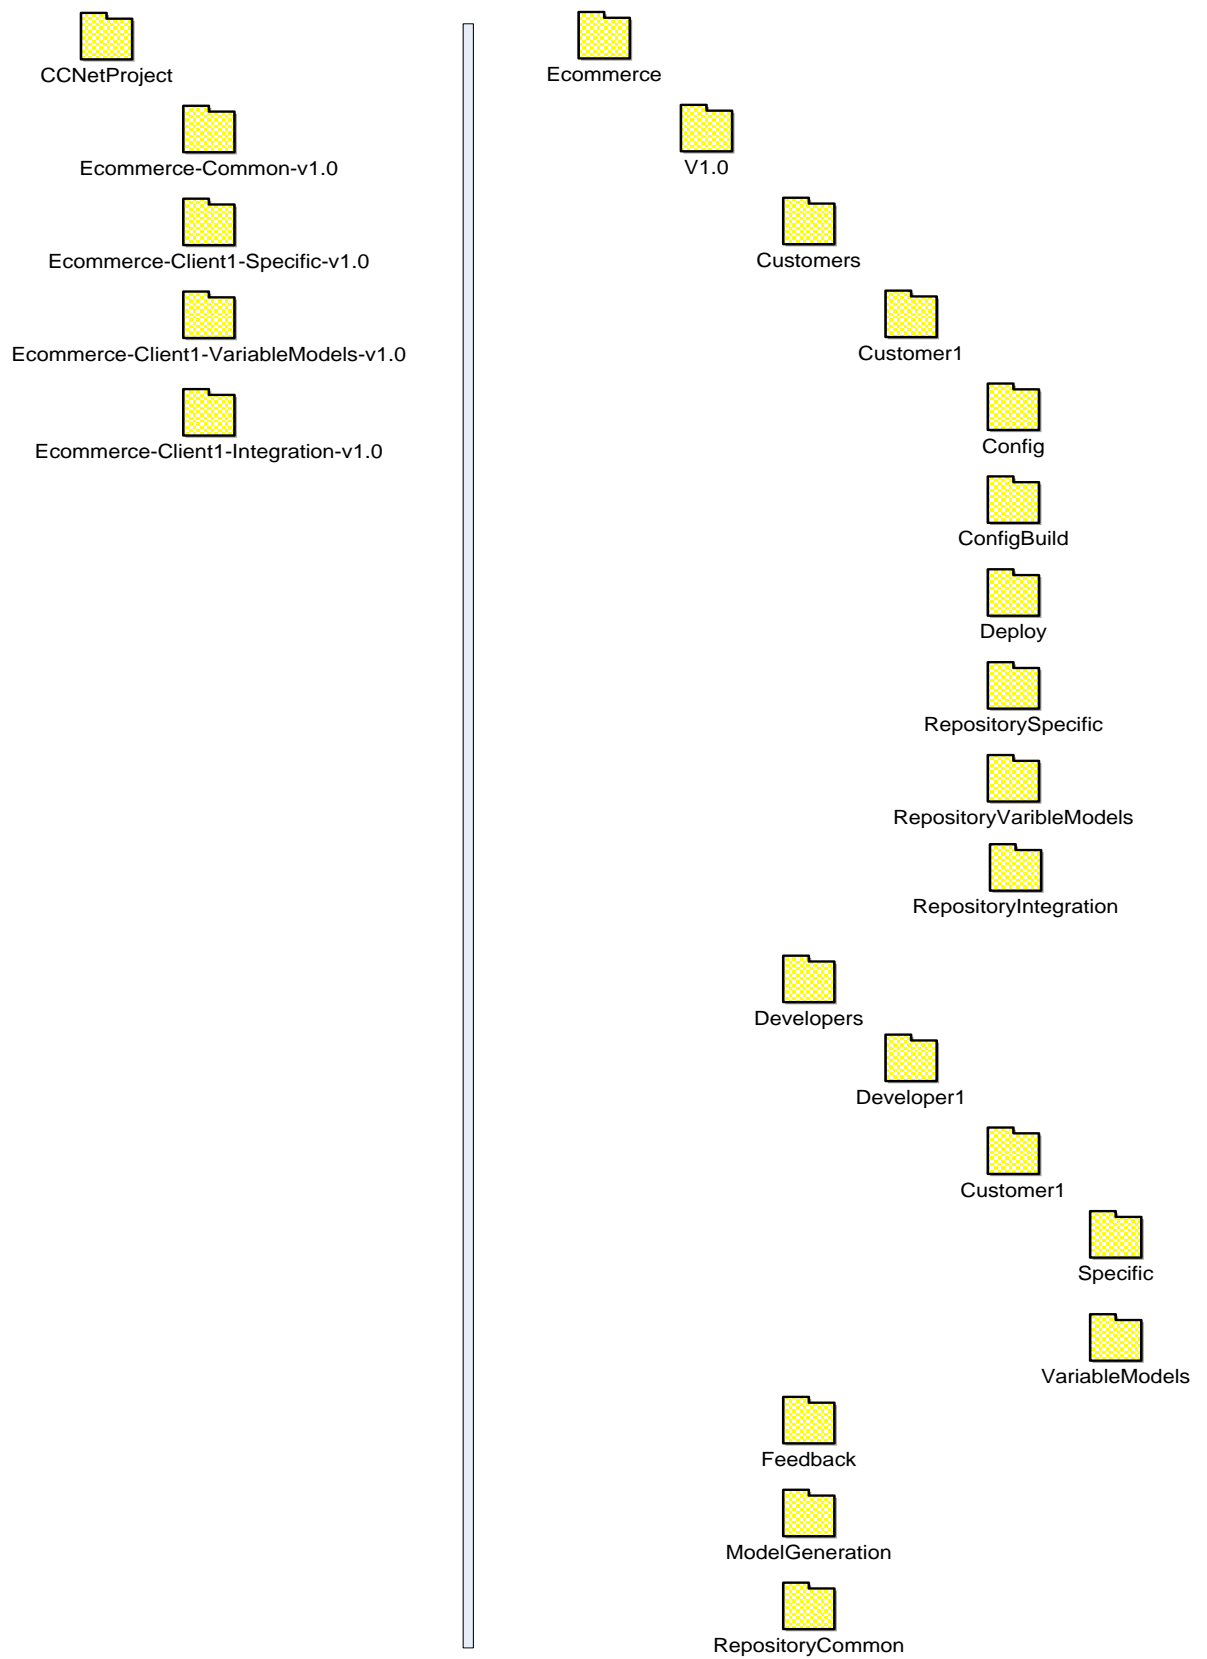 CCNetProject
Ecommerce-Common-v1.0
Ecommerce-Client1-Specific-v1.0
Ecommerce-Client1-VariableModels-v1.0
Ecommerce-Client1-Integration-v1.0
Ecommerce
V1.0
Customers
Customer1
Config
ConfigBuild
Deploy
RepositorySpecific
RepositoryVaribleModels
RepositoryIntegration
Developers
Developer1
Customer1
Specific
VariableModels
Feedback
ModelGeneration
RepositoryCommon